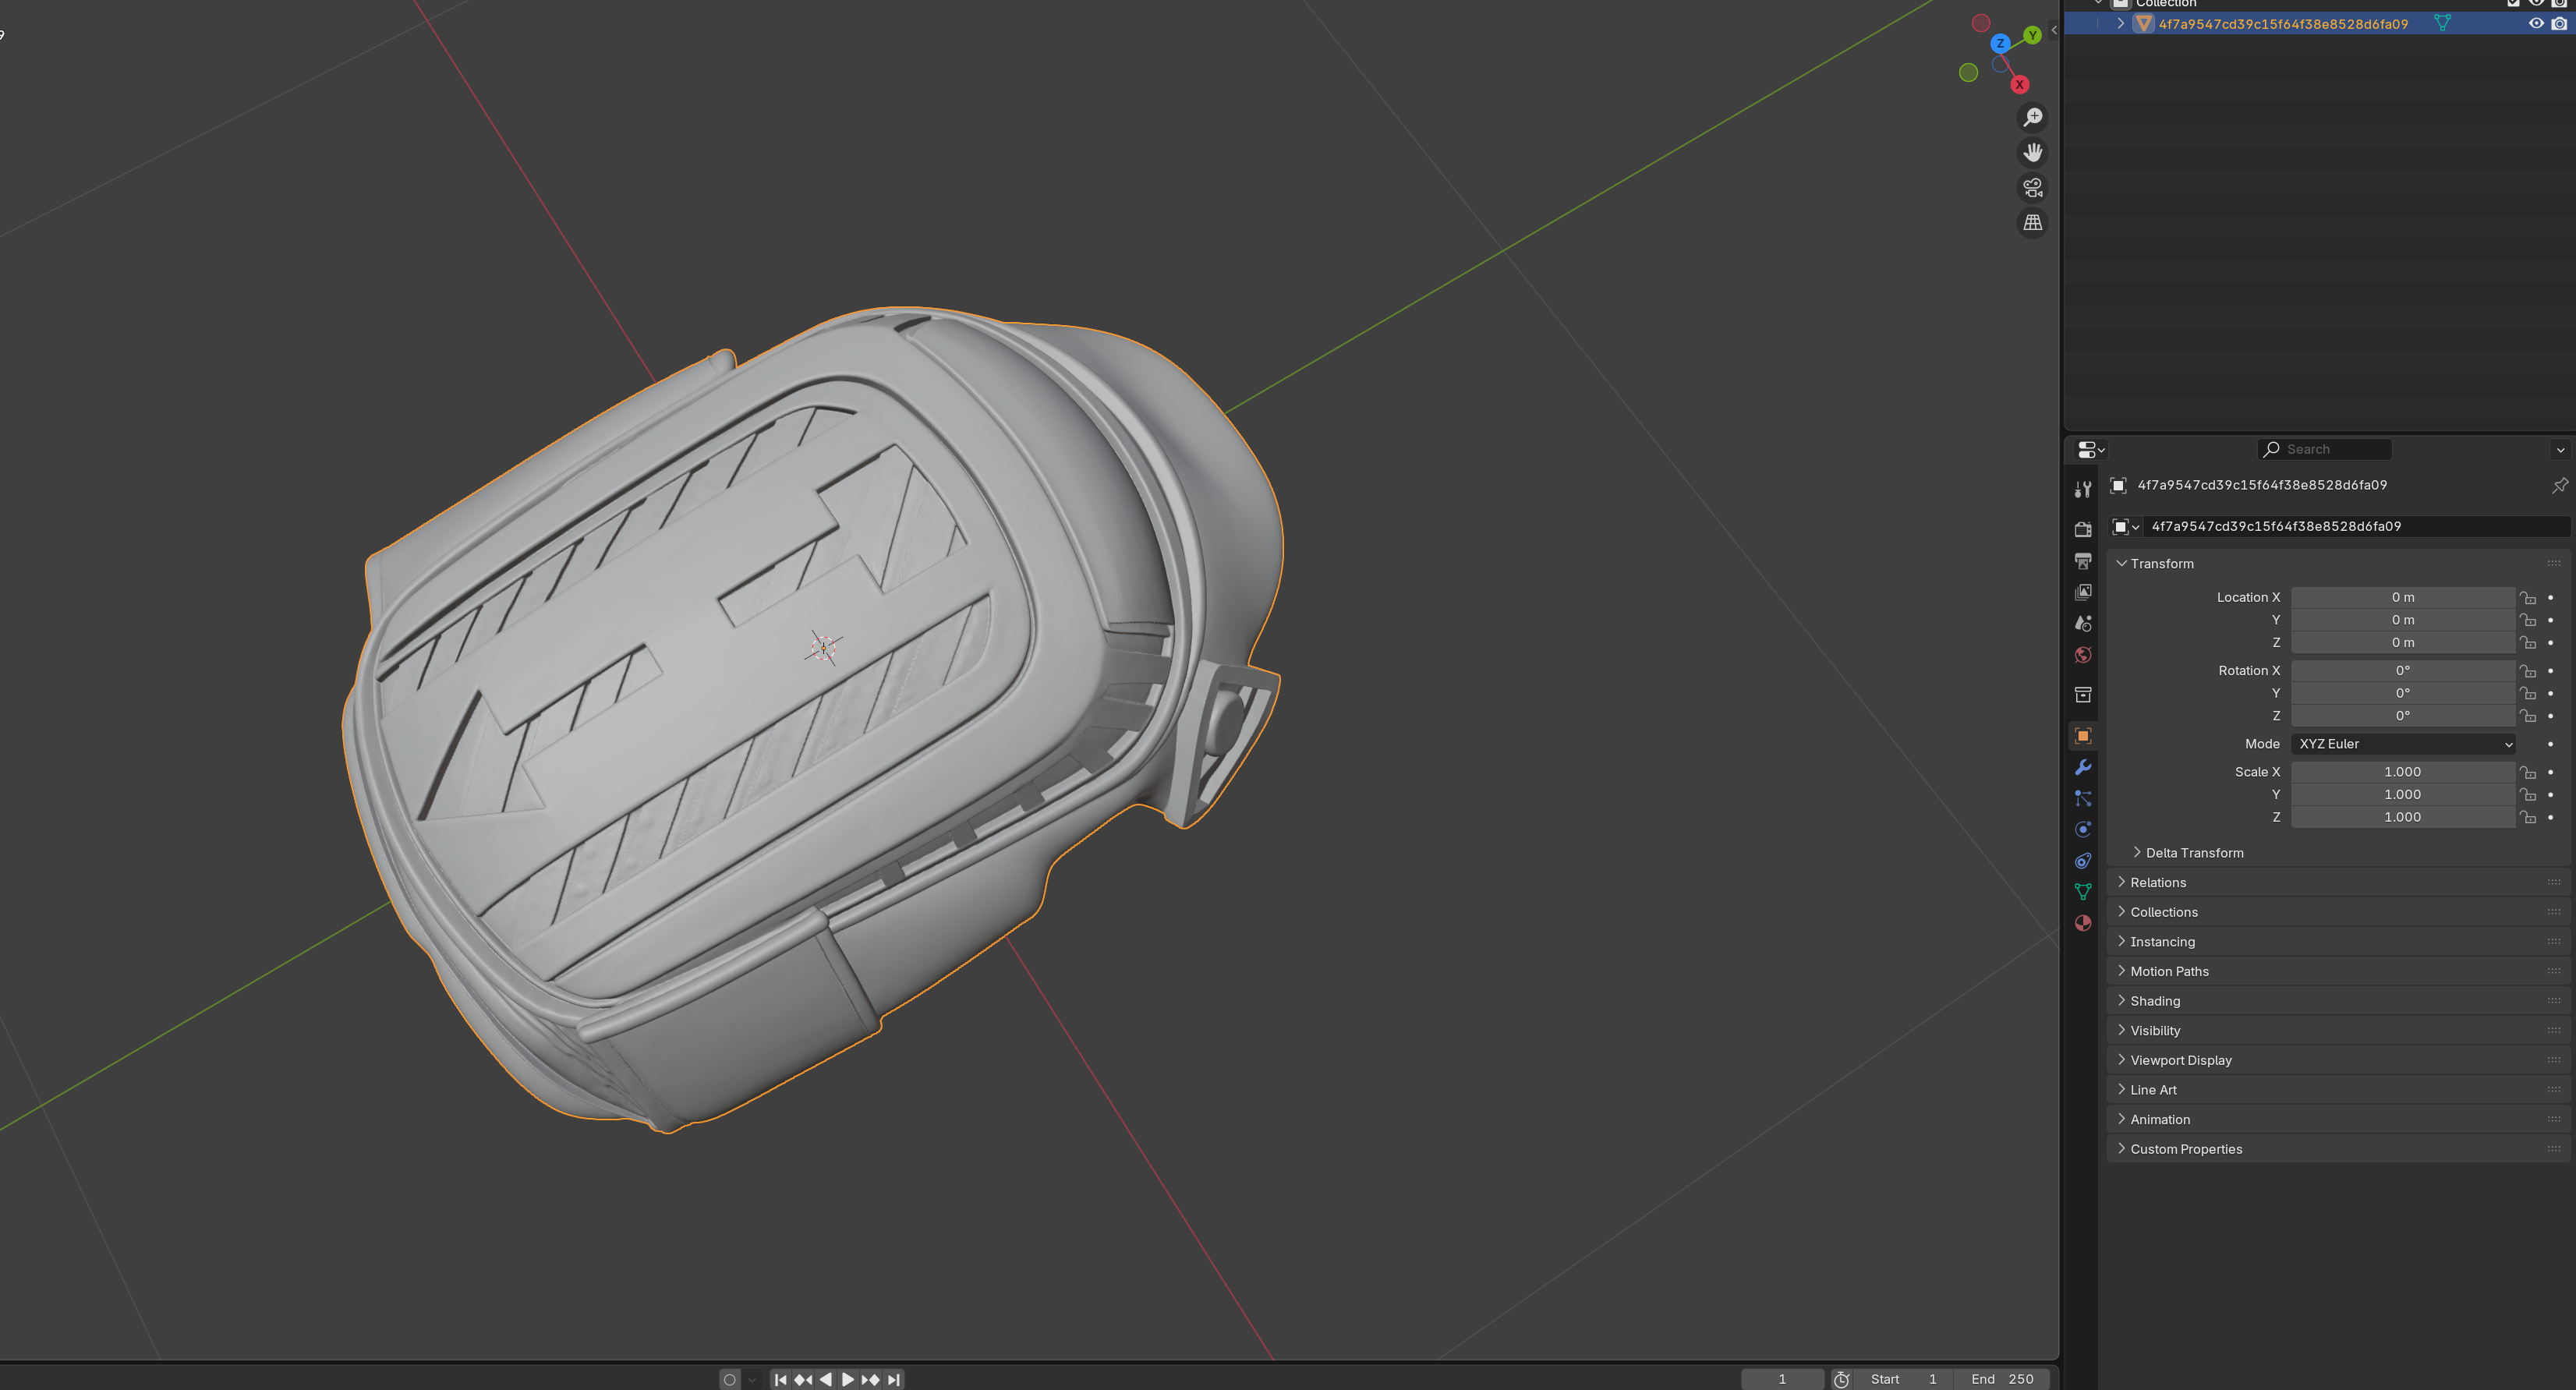 9
Z
Y
X
Collection
4f7a9547cd39c15f64f38e8528d6fa09
Search
4f7a9547cd39c15f64f38e8528d6fa09
4f7a9547cd39c15f64f38e8528d6fa09
Transform
Location X 0 m
Y 0 m
Z 0 m
Rotation X 0°
Y 0°
Z 0°
Mode XYZ Euler
Scale X 1.000
Y 1.000
Z 1.000
Delta Transform
Relations
Collections
Instancing
Motion Paths
Shading
Visibility
Viewport Display
Line Art
Animation
Custom Properties
1 Start 1 End 250